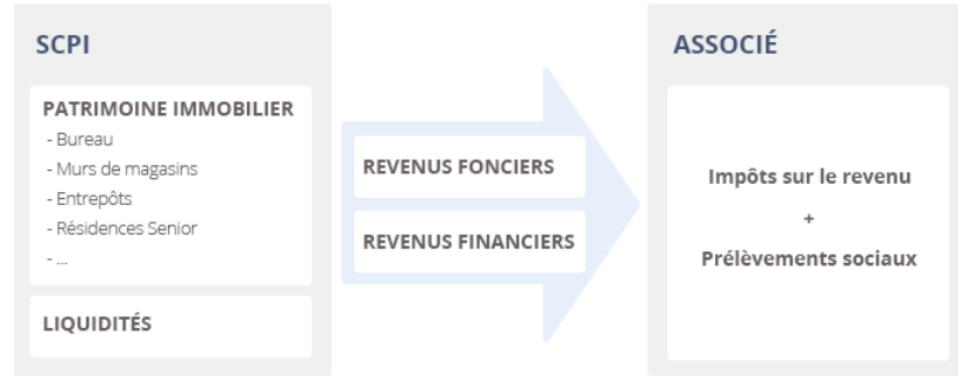 SCPI
PATRIMOINE IMMOBILIER
- Bureau
- Murs de magasins
- Entrepôts
- Résidences Senior
- ...
LIQUIDITÉS
REVENUS FONCIERS
REVENUS FINANCIERS
ASSOCIÉ
Impôts sur le revenu
+
Prélèvements sociaux